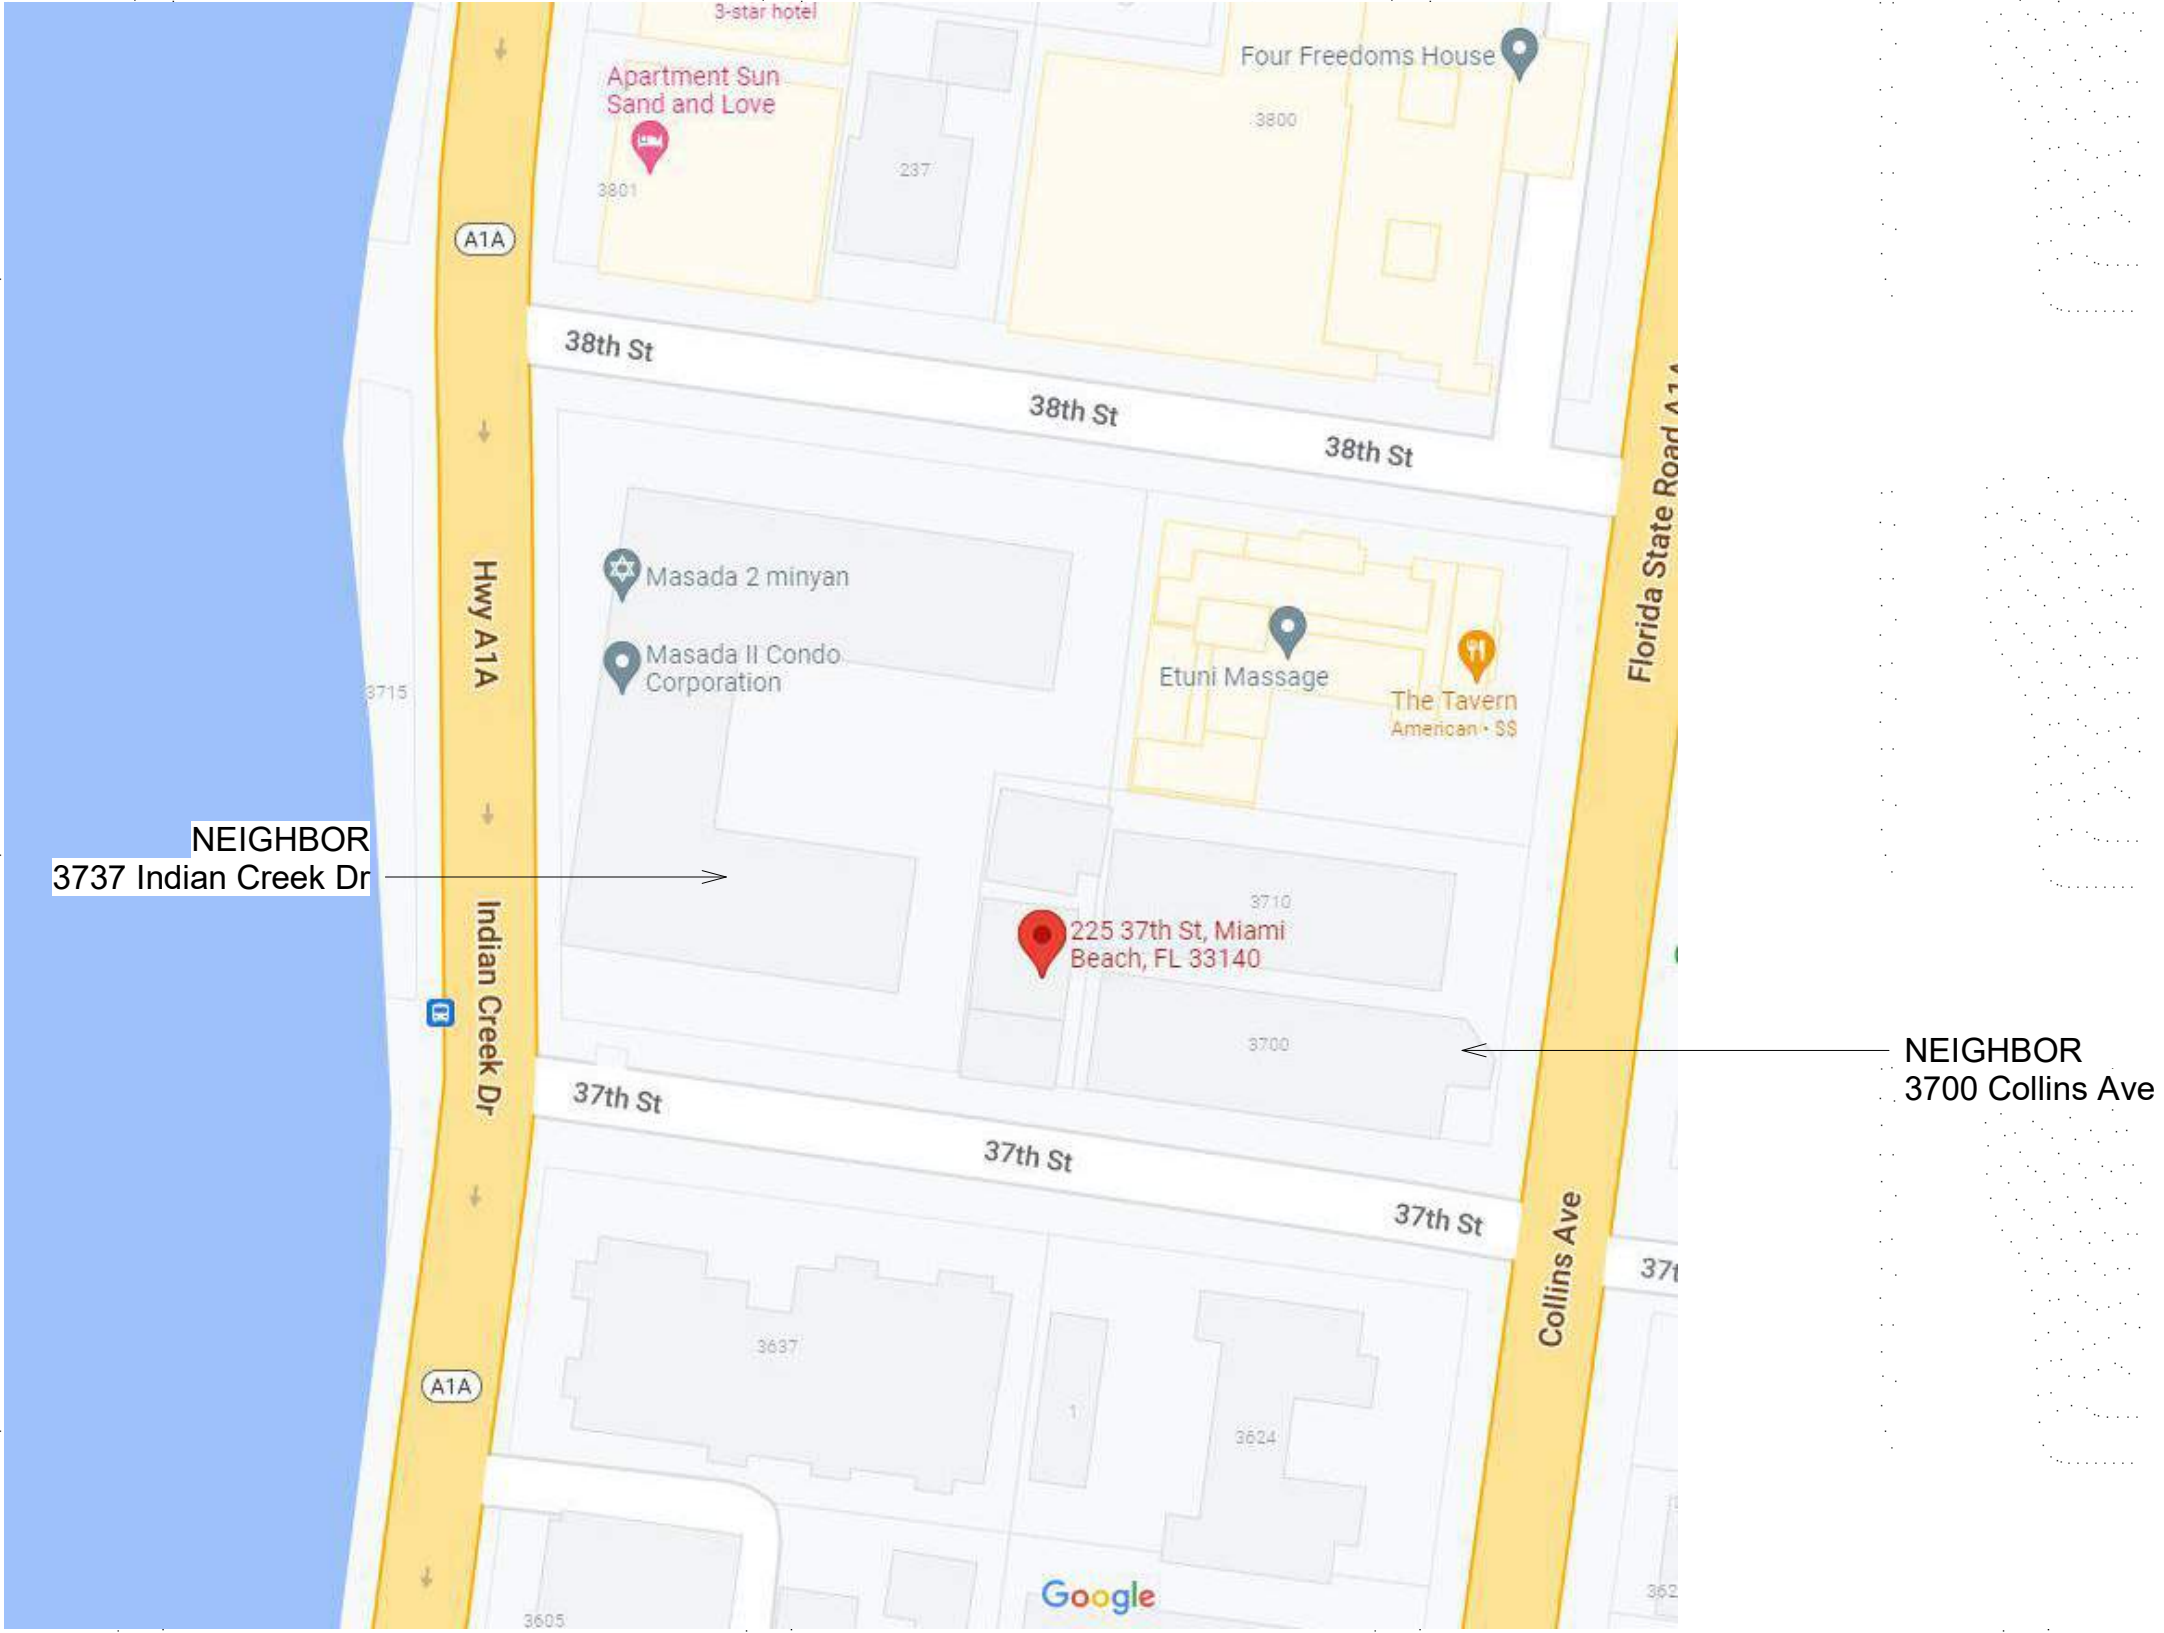 3-star hotel
Four Freedoms House
Apartment Sun
Sand and Love
3800
237
3801
A1A
38th St
38th St
38th St
Florida State Road A1A
Hwy A1A
Masada 2 minyan
Masada II Condo
Corporation
Etuni Massage
3715
The Tavern
American • $$
NEIGHBOR
3737 Indian Creek Dr
3710
225 37th St, Miami
Beach, FL 33140
Indian Creek Dr
3700
NEIGHBOR
3700 Collins Ave
37th St
37th St
37th St
Collins Ave
37t
3637
A1A
1
3624
Google
362
3605